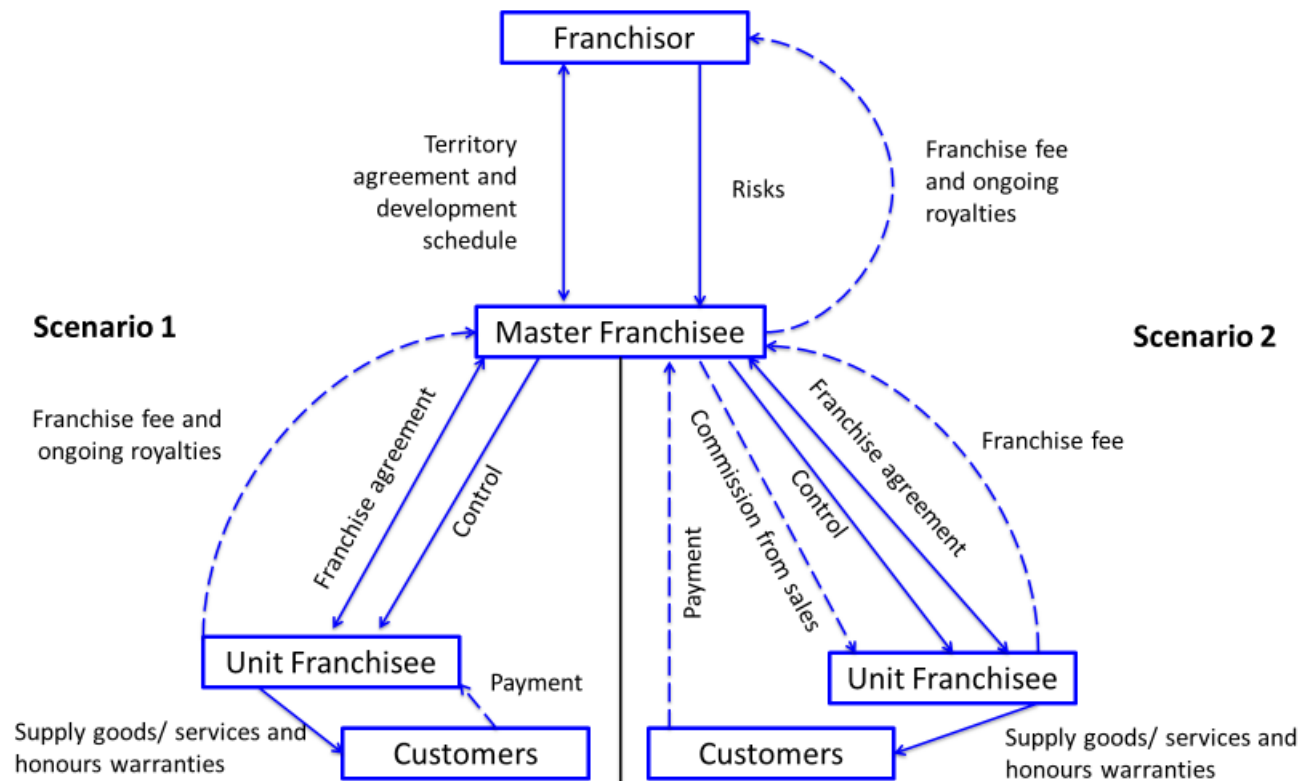 Franchisor
Territory
agreement and
development
schedule
Risks
Franchise fee
and ongoing
royalties
Scenario 1
Master Franchisee
Scenario 2
Franchise fee and
ongoing royalties
Franchise agreement
Control
Payment
Commission from sales
Control
Franchise agreement
Franchise fee
Unit Franchisee
Payment
Unit Franchisee
Supply goods/ services and
honours warranties
Customers
Customers
Supply goods/ services and
honours warranties